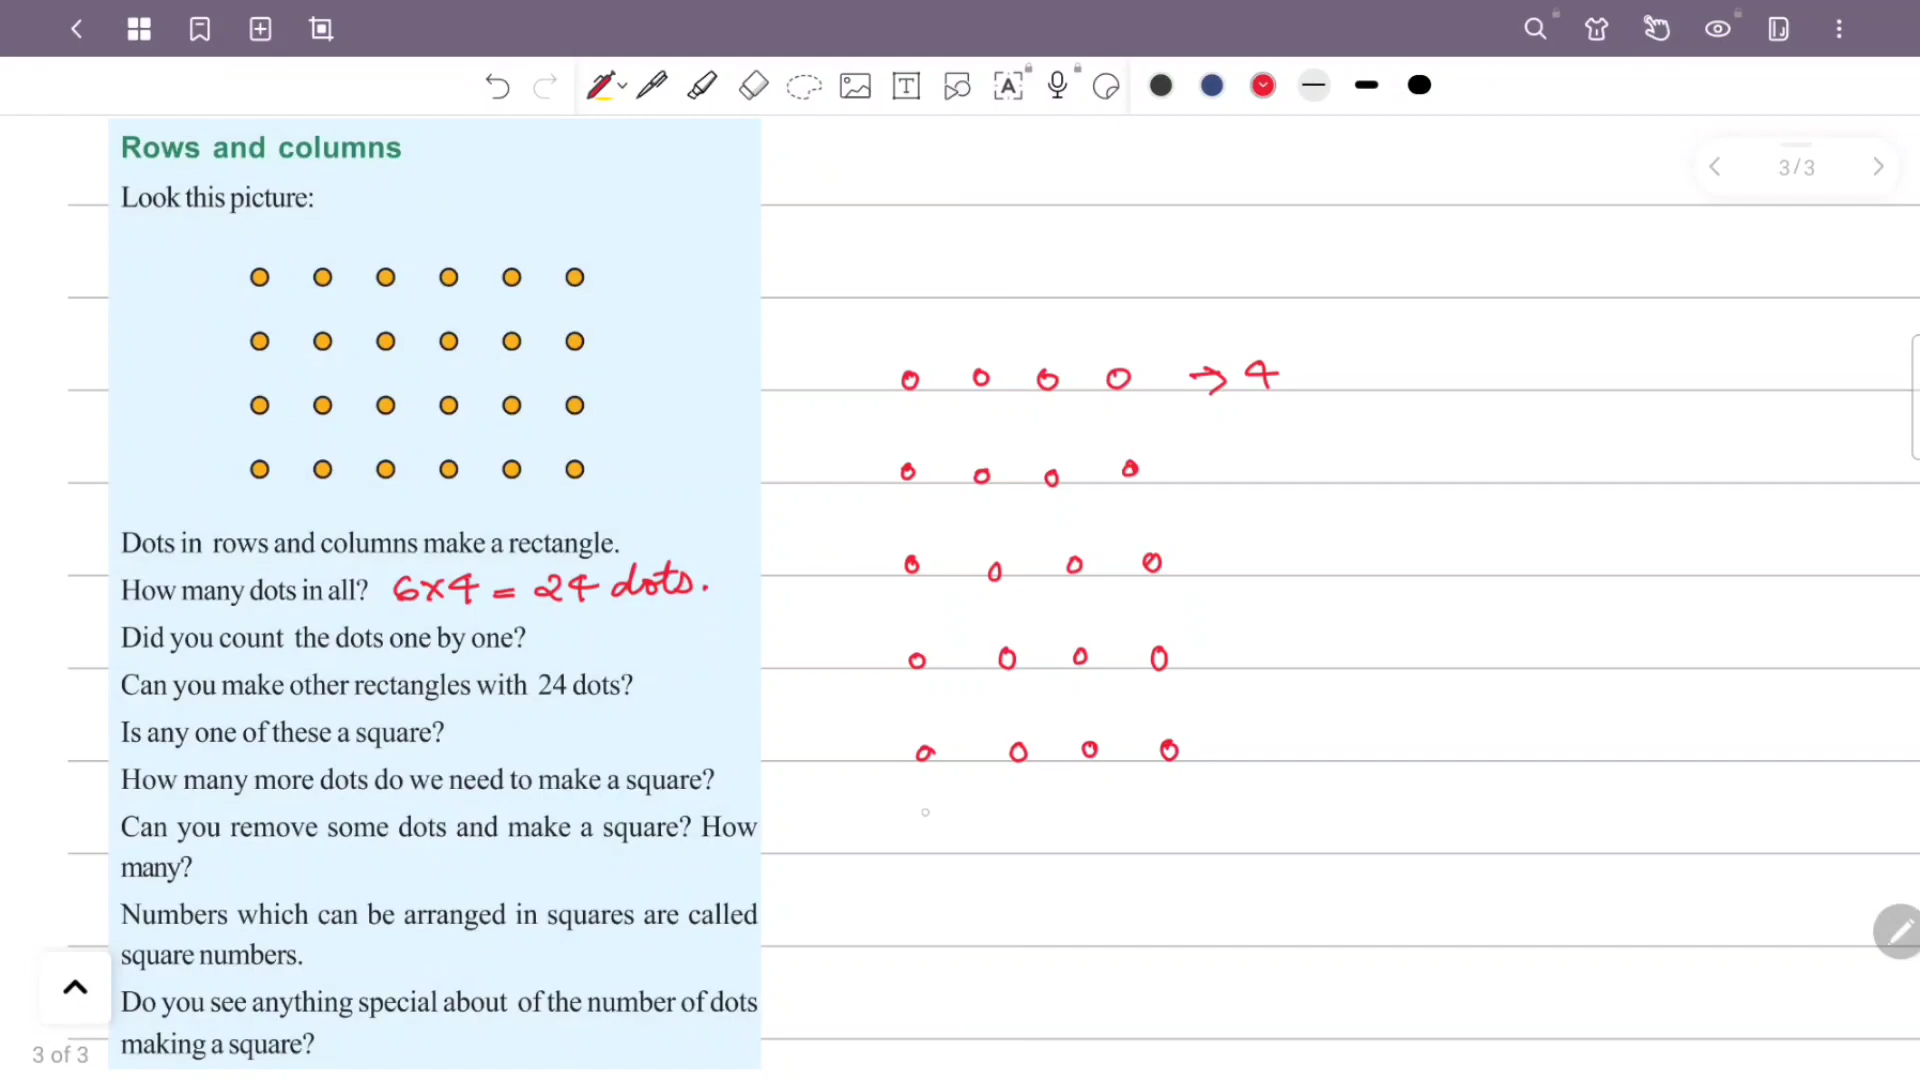 3/3
Rows and columns
Look this picture:
→ 4
Dots in rows and columns make a rectangle.
How many dots in all? 6×4 = 24 dots.
Did you count the dots one by one?
Can you make other rectangles with 24 dots?
Is any one of these a square?
How many more dots do we need to make a square?
Can you remove some dots and make a square? How
many?
Numbers which can be arranged in squares are called
square numbers.
Do you see anything special about of the number of dots
making a square?
3 of 3